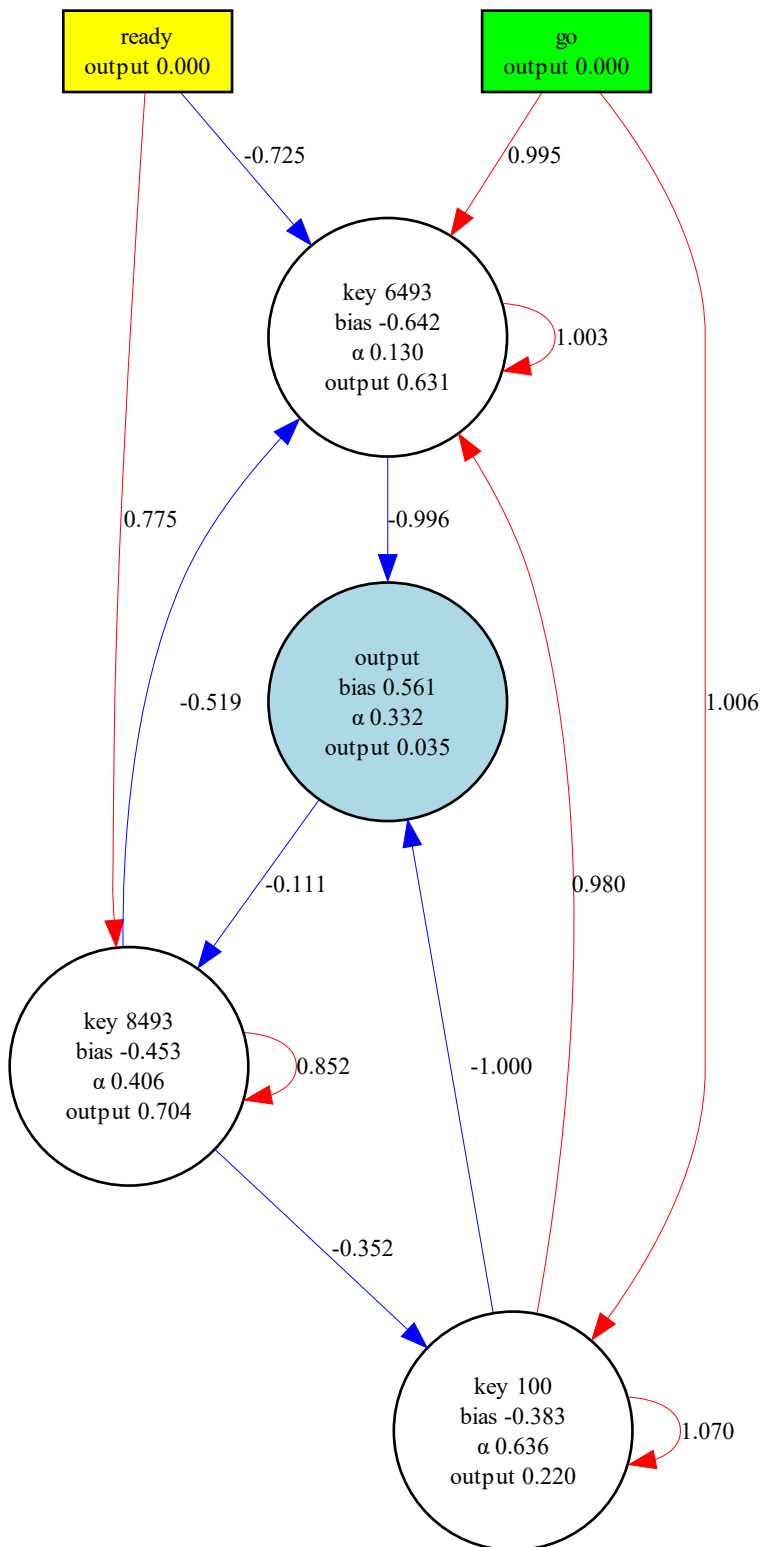 ready
output 0.000
go
output 0.000
-0.725
0.995
key 6493
bias -0.642
α 0.130
output 0.631
1.003
0.775
-0.996
output
bias 0.561
α 0.332
output 0.035
-0.519
1.006
-0.111
0.980
key 8493
bias -0.453
α 0.406
output 0.704
0.852
-1.000
-0.352
key 100
bias -0.383
α 0.636
output 0.220
1.070